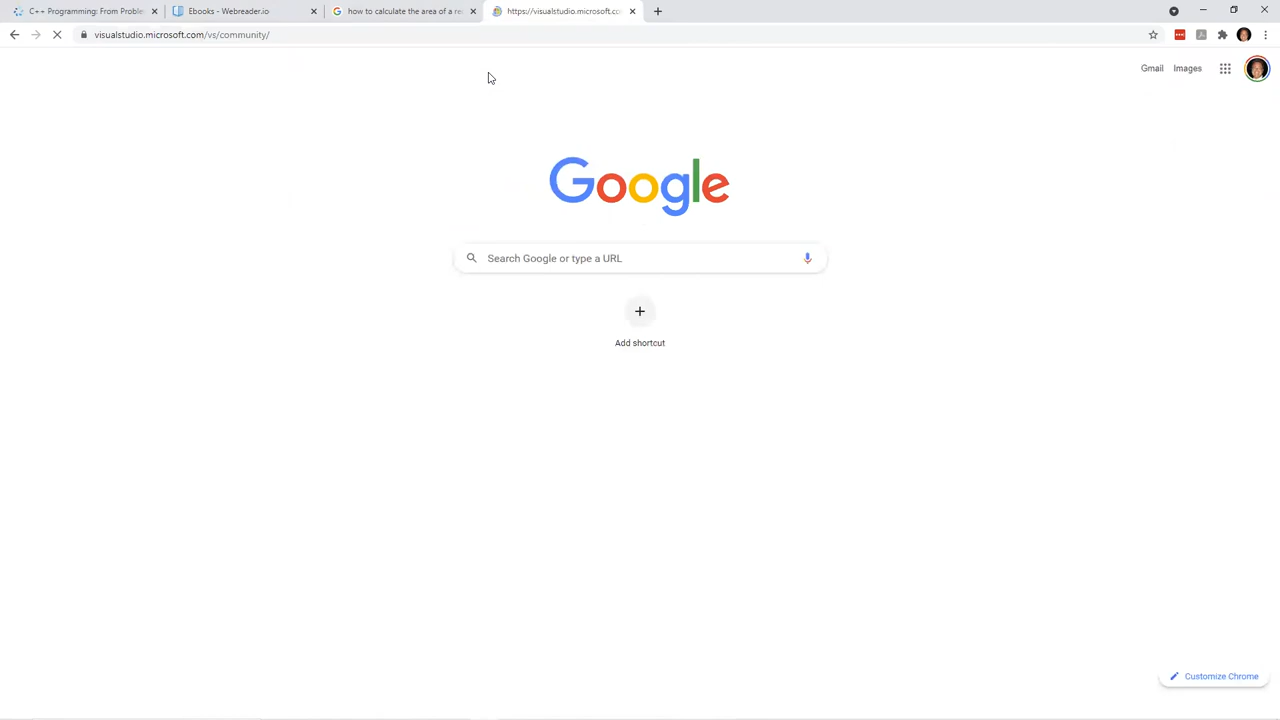 C++ Programming: From Proble
Ebooks - Webreader.io
how to calculate the area of a re
https://visualstudio.microsoft.co
visualstudio.microsoft.com/vs/community/
Gmail
Images
Google
Search Google or type a URL
Add shortcut
Customize Chrome